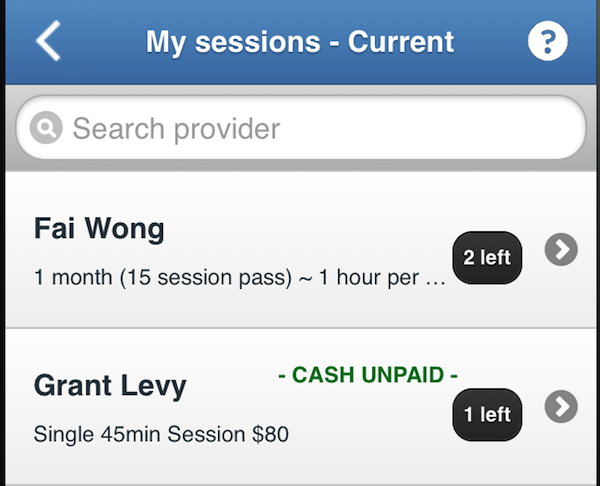 My sessions - Current
?
Search provider
Fai Wong
2 left
1 month (15 session pass) ~ 1 hour per ...
- CASH UNPAID -
Grant Levy
1 left
Single 45min Session $80